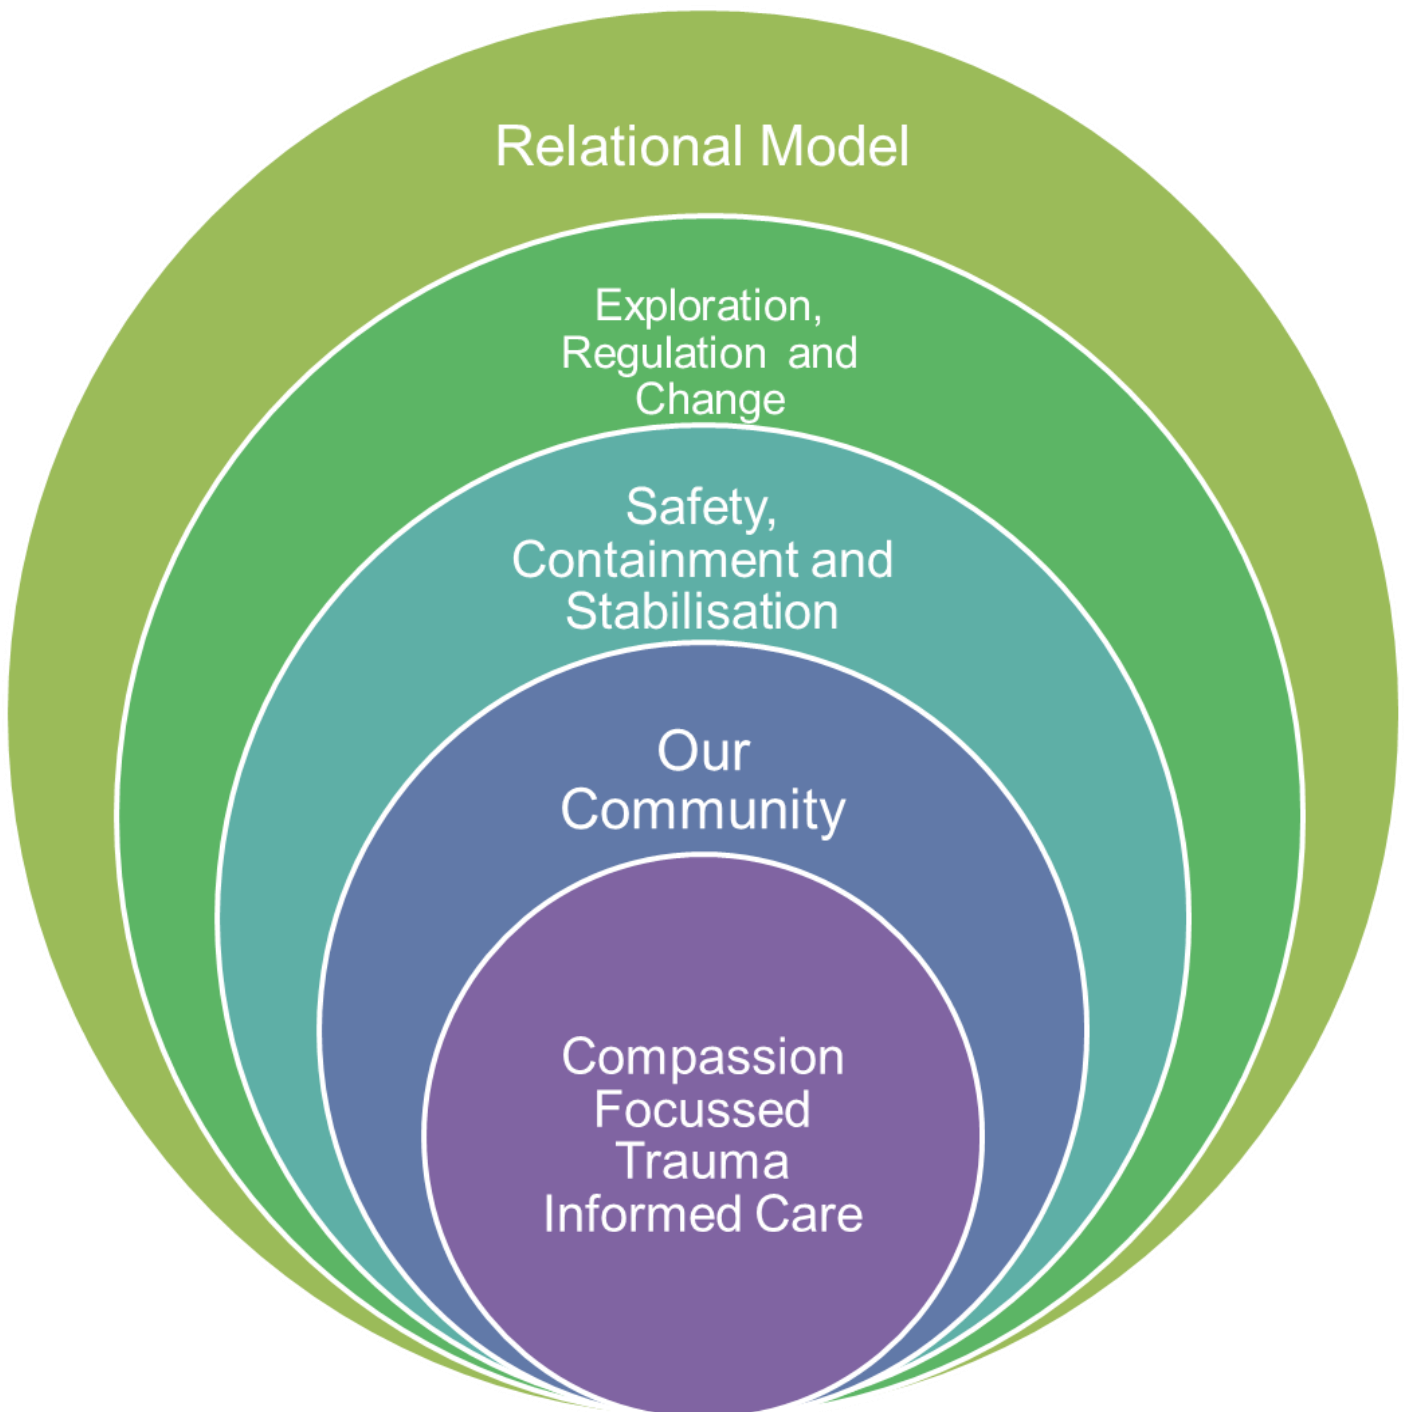 Relational Model
Exploration,
Regulation and
Change
Safety,
Containment and
Stabilisation
Our
Community
Compassion
Focussed
Trauma
Informed Care